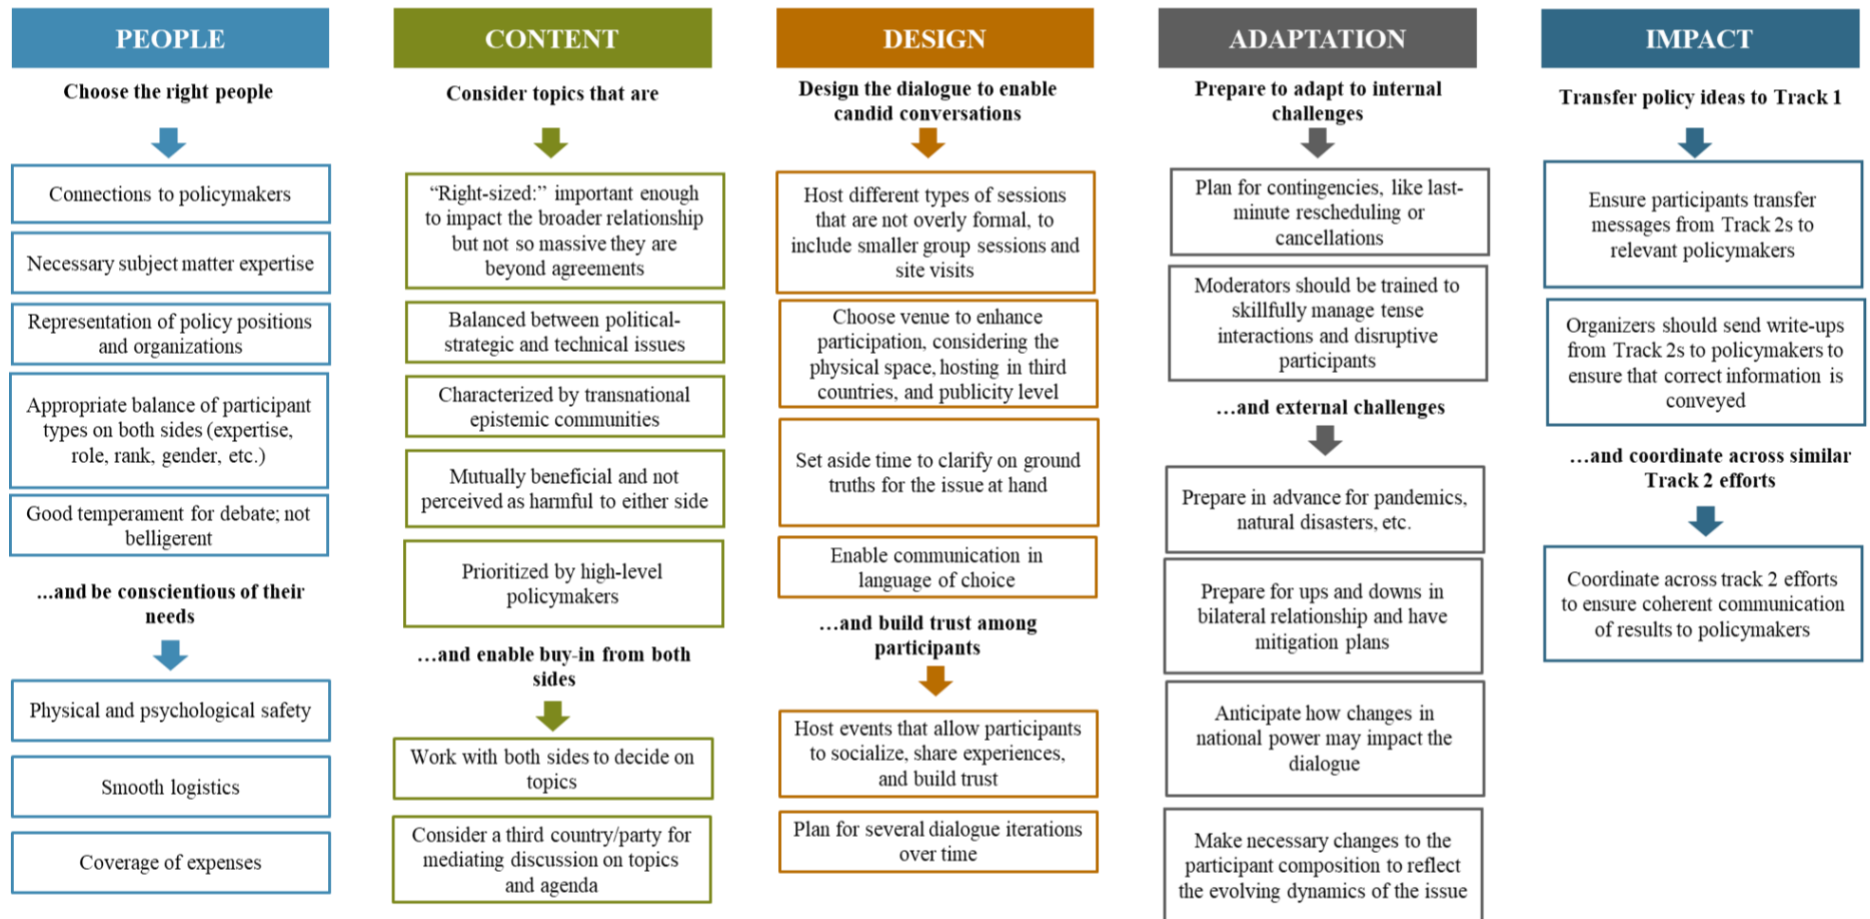 PEOPLE
Choose the right people
Connections to policymakers
Necessary subject matter expertise
Representation of policy positions
and organizations
Appropriate balance of participant
types on both sides (expertise,
role, rank, gender, etc.)
Good temperament for debate; not
belligerent
...and be conscientious of their
needs
Physical and psychological safety
Smooth logistics
Coverage of expenses
CONTENT
Consider topics that are
“Right-sized:” important enough
to impact the broader relationship
but not so massive they are
beyond agreements
Balanced between political-
strategic and technical issues
Characterized by transnational
epistemic communities
Mutually beneficial and not
perceived as harmful to either side
Prioritized by high-level
policymakers
…and enable buy-in from both
sides
Work with both sides to decide on
topics
Consider a third country/party for
mediating discussion on topics
and agenda
DESIGN
Design the dialogue to enable
candid conversations
Host different types of sessions
that are not overly formal, to
include smaller group sessions and
site visits
Choose venue to enhance
participation, considering the
physical space, hosting in third
countries, and publicity level
Set aside time to clarify on ground
truths for the issue at hand
Enable communication in
language of choice
…and build trust among
participants
Host events that allow participants
to socialize, share experiences,
and build trust
Plan for several dialogue iterations
over time
ADAPTATION
Prepare to adapt to internal
challenges
Plan for contingencies, like last-
minute rescheduling or
cancellations
Moderators should be trained to
skillfully manage tense
interactions and disruptive
participants
…and external challenges
Prepare in advance for pandemics,
natural disasters, etc.
Prepare for ups and downs in
bilateral relationship and have
mitigation plans
Anticipate how changes in
national power may impact the
dialogue
Make necessary changes to the
participant composition to reflect
the evolving dynamics of the issue
IMPACT
Transfer policy ideas to Track 1
Ensure participants transfer
messages from Track 2s to
relevant policymakers
Organizers should send write-ups
from Track 2s to policymakers to
ensure that correct information is
conveyed
…and coordinate across similar
Track 2 efforts
Coordinate across track 2 efforts
to ensure coherent communication
of results to policymakers